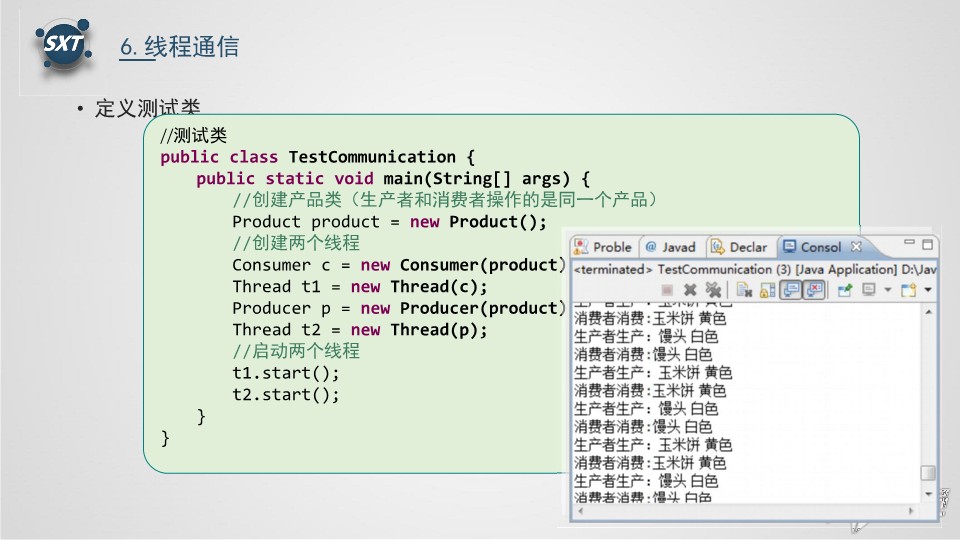 SXT
6.线程通信
• 定义测试类
//测试类
public class TestCommunication {
public static void main(String[] args) {
//创建产品类（生产者和消费者操作的是同一个产品）
Product product = new Product();
//创建两个线程
Consumer c = new Consumer(product)
Thread t1 = new Thread(c);
Producer p = new Producer(product)
Thread t2 = new Thread(p);
//启动两个线程
t1.start();
t2.start();
}
}
Proble @ Javad Declar Consol
<terminated> TestCommunication (3) [Java Application] D:\Jav
生产者生产：玉米饼 黄色
消费者消费:玉米饼 黄色
生产者生产：馒头 白色
消费者消费:馒头 白色
生产者生产：玉米饼 黄色
消费者消费:玉米饼 黄色
生产者生产：馒头 白色
消费者消费:馒头 白色
生产者生产：玉米饼 黄色
消费者消费:玉米饼 黄色
生产者生产：馒头 白色
消费者消费:馒头 白色